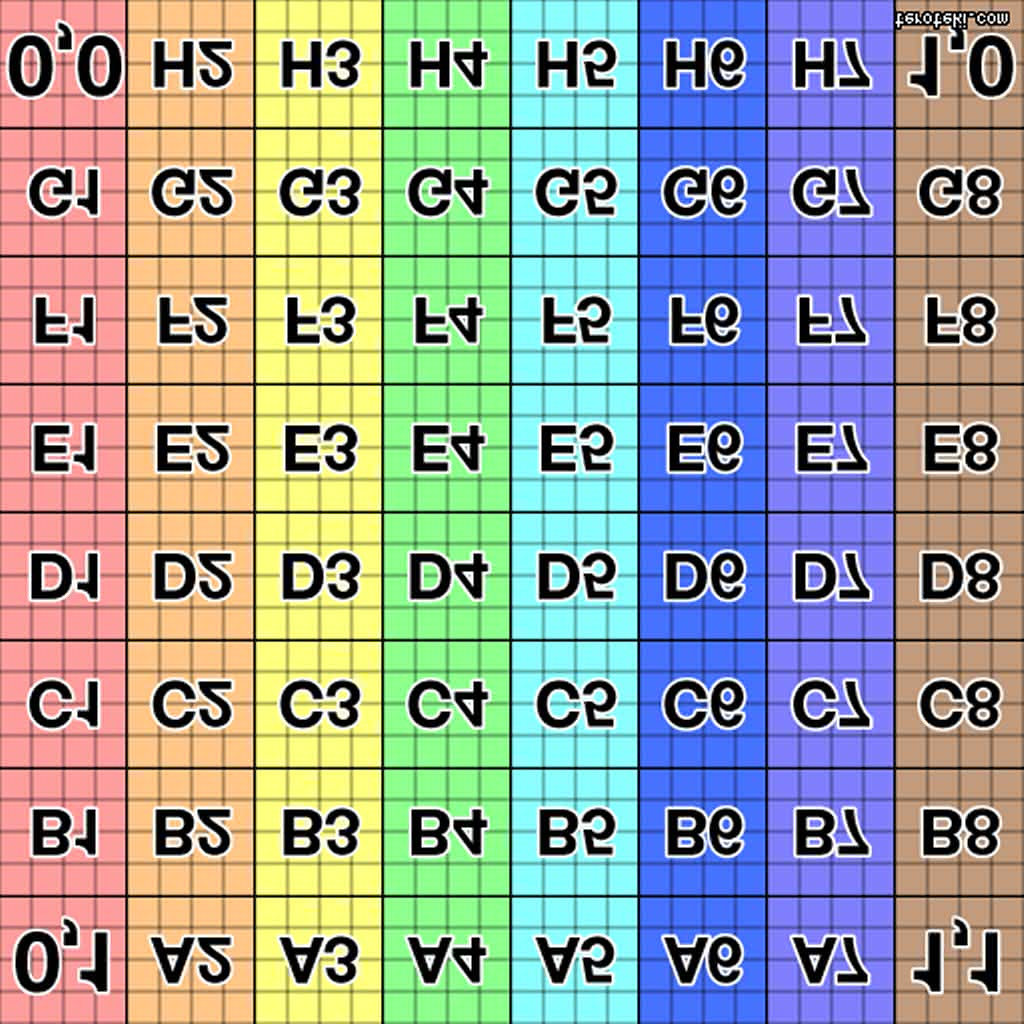 0,0 H2 H3 H4 H5 H6 H7 1,0
G1 G2 G3 G4 G5 G6 G7 G8
F1 F2 F3 F4 F5 F6 F7 F8
E1 E2 E3 E4 E5 E6 E7 E8
D1 D2 D3 D4 D5 D6 D7 D8
C1 C2 C3 C4 C5 C6 C7 C8
B1 B2 B3 B4 B5 B6 B7 B8
0,1 A2 A3 A4 A5 A6 A7 1,1